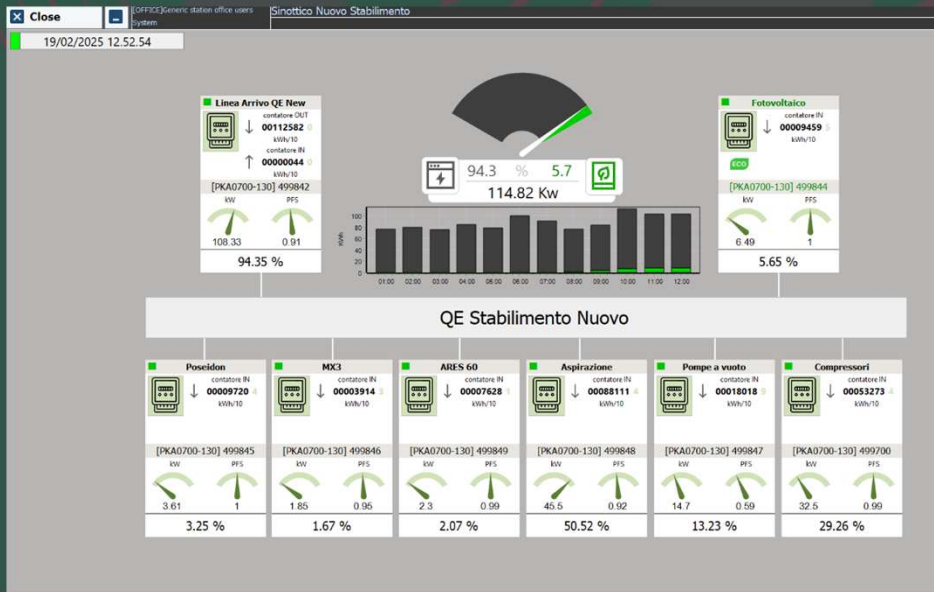 Close
[OFFICE]Generic station office users
System
Sinottico Nuovo Stabilimento
19/02/2025 12.52.54
Linea Arrivo QE New
contatore OUT
00112582 0
kWh/10
contatore IN
00000044 0
kWh/10
[PKA0700-130] 499842
kW PFS
108.33 0.91
94.35 %
94.3 % 5.7
114.82 Kw
KWh
100
80
60
40
20
0
01:00 02:00 03:00 04:00 05:00 06:00 07:00 08:00 09:00 10:00 11:00 12:00
Fotovoltaico
contatore IN
00009459 5
kWh/10
ECO
[PKA0700-130] 499844
kW PFS
6.49 1
5.65 %
QE Stabilimento Nuovo
Poseidon
contatore IN
00009720 4
kWh/10
[PKA0700-130] 499845
kW PFS
3.61 1
3.25 %
MX3
contatore IN
00003914 3
kWh/10
[PKA0700-130] 499846
kW PFS
1.85 0.95
1.67 %
ARES 60
contatore IN
00007628 1
kWh/10
[PKA0700-130] 499849
kW PFS
2.3 0.99
2.07 %
Aspirazione
contatore IN
00088111 4
kWh/10
[PKA0700-130] 499848
kW PFS
45.5 0.92
50.52 %
Pompe a vuoto
contatore IN
00018018 9
kWh/10
[PKA0700-130] 499847
kW PFS
14.7 0.59
13.23 %
Compressori
contatore IN
00053273 4
kWh/10
[PKA0700-130] 499700
kW PFS
32.5 0.99
29.26 %